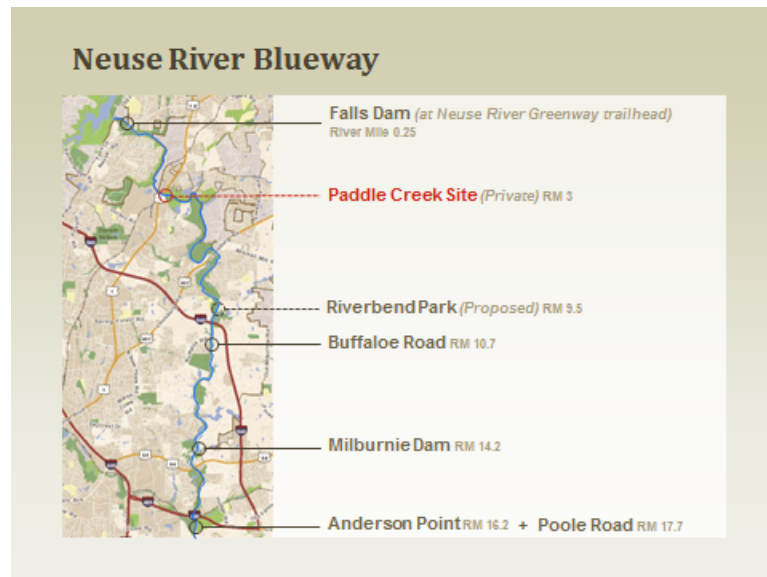 Neuse River Blueway
Falls Dam (at Neuse River Greenway trailhead)
River Mile 0.25
Paddle Creek Site (Private) RM 3
Riverbend Park (Proposed) RM 9.5
Buffaloe Road RM 10.7
Milburnie Dam RM 14.2
Anderson Point RM 16.2 + Poole Road RM 17.7